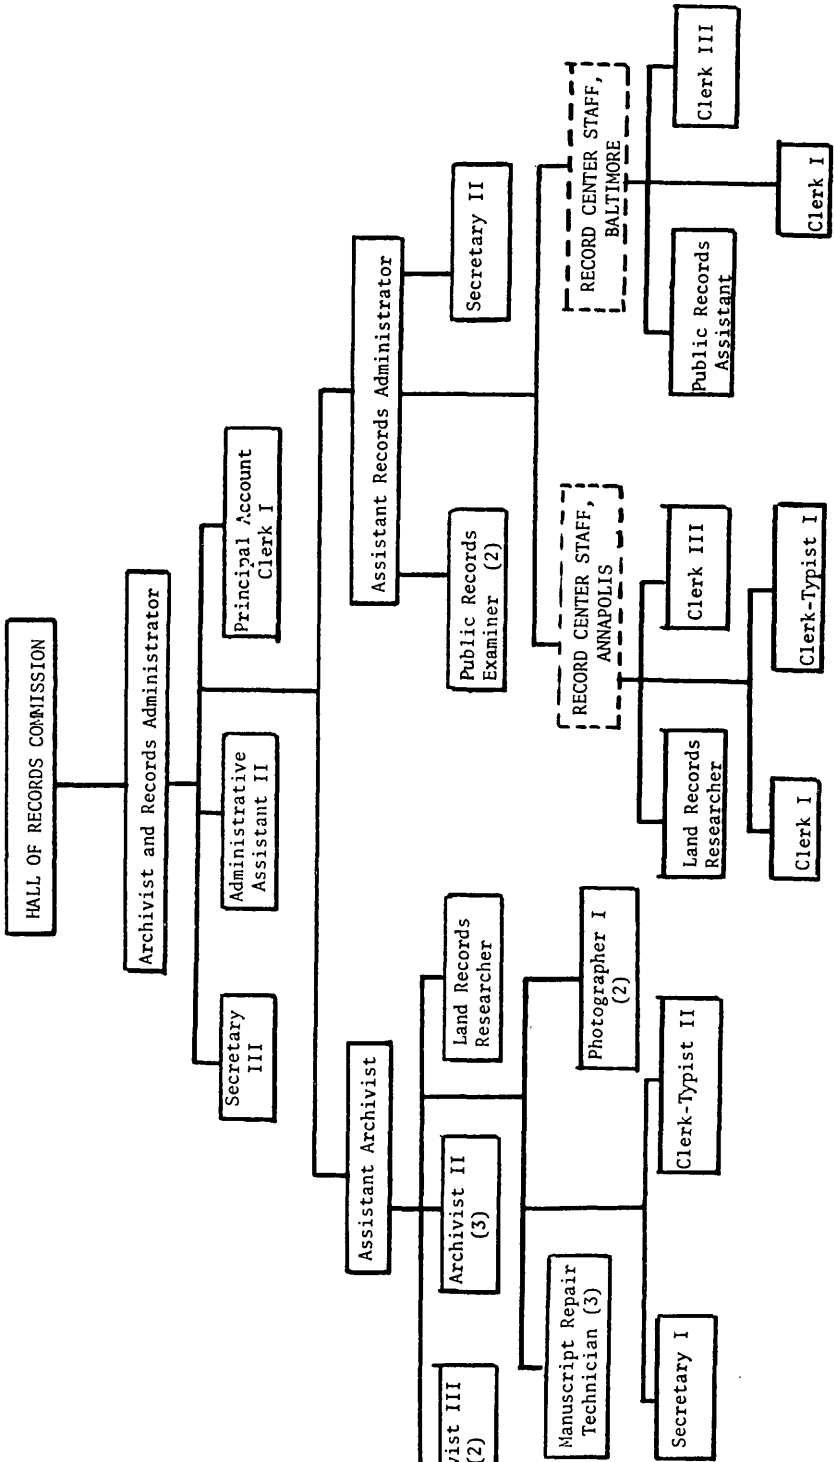 HALL OF RECORDS COMMISSION
Archivist and Records Administrator
Secretary
III
Administrative
Assistant II
Principal Account
Clerk I
Assistant Archivist
Assistant Records Administrator
vist III
(2)
Archivist II
(3)
Land Records
Researcher
Public Records
Examiner (2)
Secretary II
Manuscript Repair
Technician (3)
Photographer I
(2)
Secretary I
Clerk-Typist II
RECORD CENTER STAFF,
ANNAPOLIS
RECORD CENTER STAFF,
BALTIMORE
Land Records
Researcher
Clerk III
Clerk I
Clerk-Typist I
Public Records
Assistant
Clerk III
Clerk I